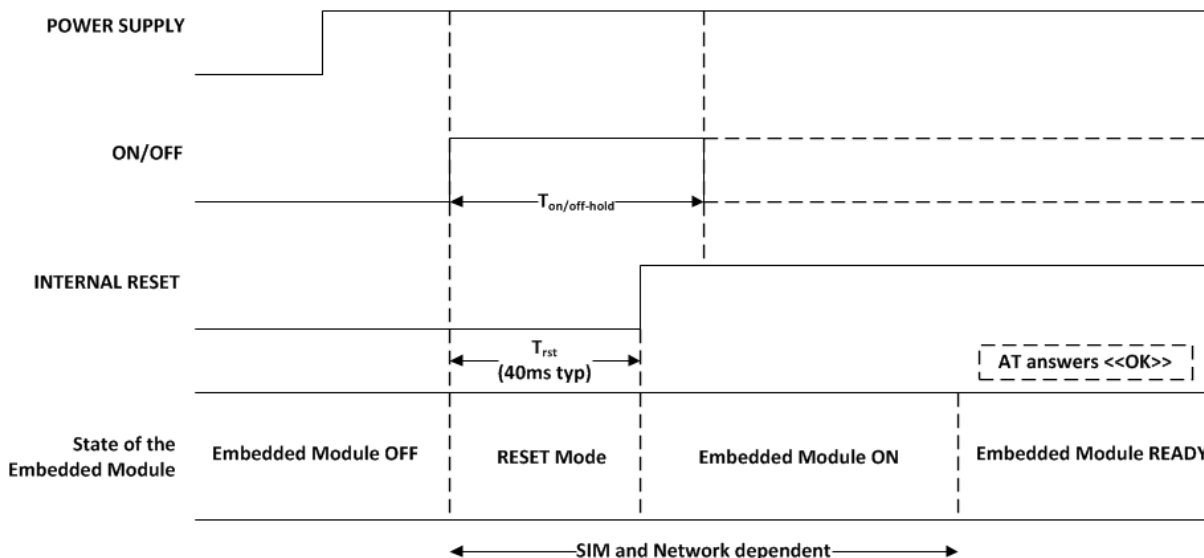 POWER SUPPLY
ON/OFF
Ton/off-hold
INTERNAL RESET
Trst
(40ms typ)
AT answers <<OK>>
State of the
Embedded Module
Embedded Module OFF
RESET Mode
Embedded Module ON
Embedded Module READY
SIM and Network dependent